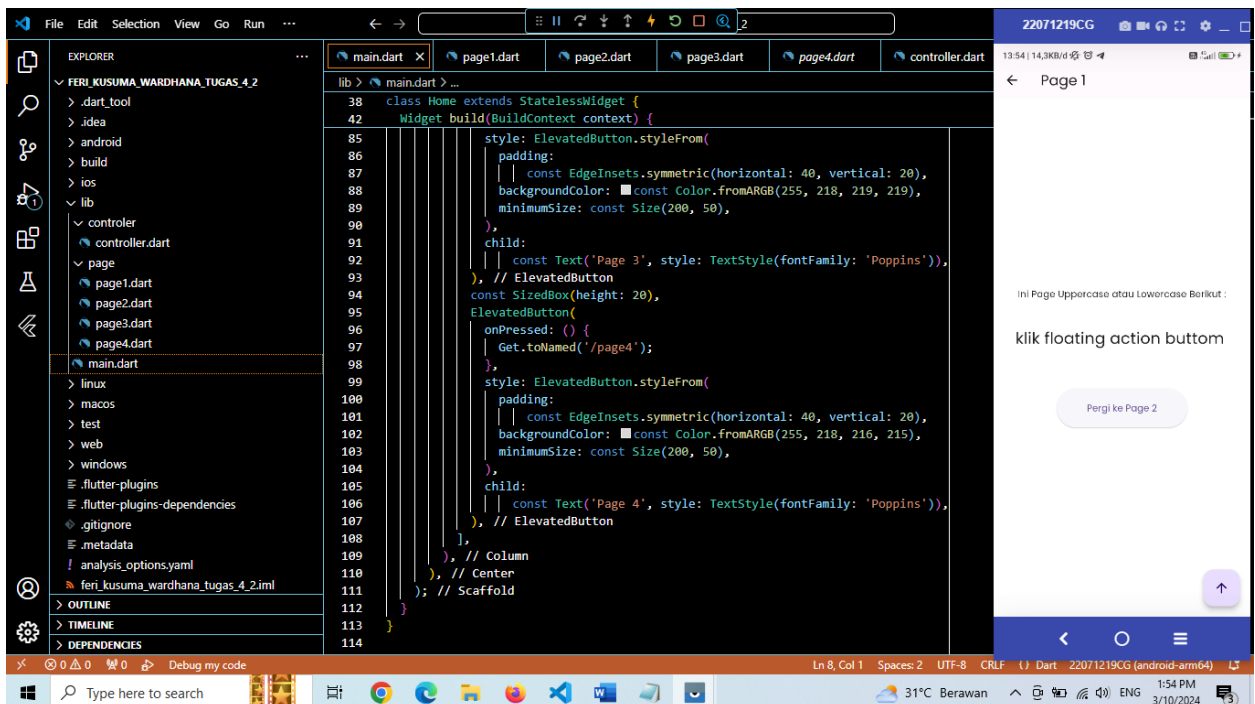 File Edit Selection View Go Run ··· ← → _2
EXPLORER ···
FERI_KUSUMA_WARDHANA_TUGAS_4_2
.dart_tool
.idea
android
build
ios
lib
controler
controller.dart
page
page1.dart
page2.dart
page3.dart
page4.dart
main.dart
linux
macos
test
web
windows
.flutter-plugins
.flutter-plugins-dependencies
.gitignore
.metadata
analysis_options.yaml
feri_kusuma_wardhana_tugas_4_2.iml
OUTLINE
TIMELINE
DEPENDENCIES
main.dart × page1.dart page2.dart page3.dart page4.dart controller.dart
lib > main.dart > ...
38 class Home extends StatelessWidget {
42 Widget build(BuildContext context) {
85 style: ElevatedButton.styleFrom(
86 padding:
87 const EdgeInsets.symmetric(horizontal: 40, vertical: 20),
88 backgroundColor: const Color.fromARGB(255, 218, 219, 219),
89 minimumSize: const Size(200, 50),
90 ),
91 child:
92 const Text('Page 3', style: TextStyle(fontFamily: 'Poppins')),
93 ), // ElevatedButton
94 const SizedBox(height: 20),
95 ElevatedButton(
96 onPressed: () {
97 Get.toNamed('/page4');
98 },
99 style: ElevatedButton.styleFrom(
100 padding:
101 const EdgeInsets.symmetric(horizontal: 40, vertical: 20),
102 backgroundColor: const Color.fromARGB(255, 218, 216, 215),
103 minimumSize: const Size(200, 50),
104 ),
105 child:
106 const Text('Page 4', style: TextStyle(fontFamily: 'Poppins')),
107 ), // ElevatedButton
108 ],
109 ), // Column
110 ), // Center
111 ); // Scaffold
112 }
113 }
114
22071219CG
13:54 | 14,3KB/d
← Page 1
Ini Page Uppercase atau Lowercase Berikut :
klik floating action buttom
Pergi ke Page 2
0 0 0 Debug my code Ln 8, Col 1 Spaces: 2 UTF-8 CRLF {} Dart 22071219CG (android-arm64)
Type here to search 31°C Berawan ENG 1:54 PM
3/10/2024 3